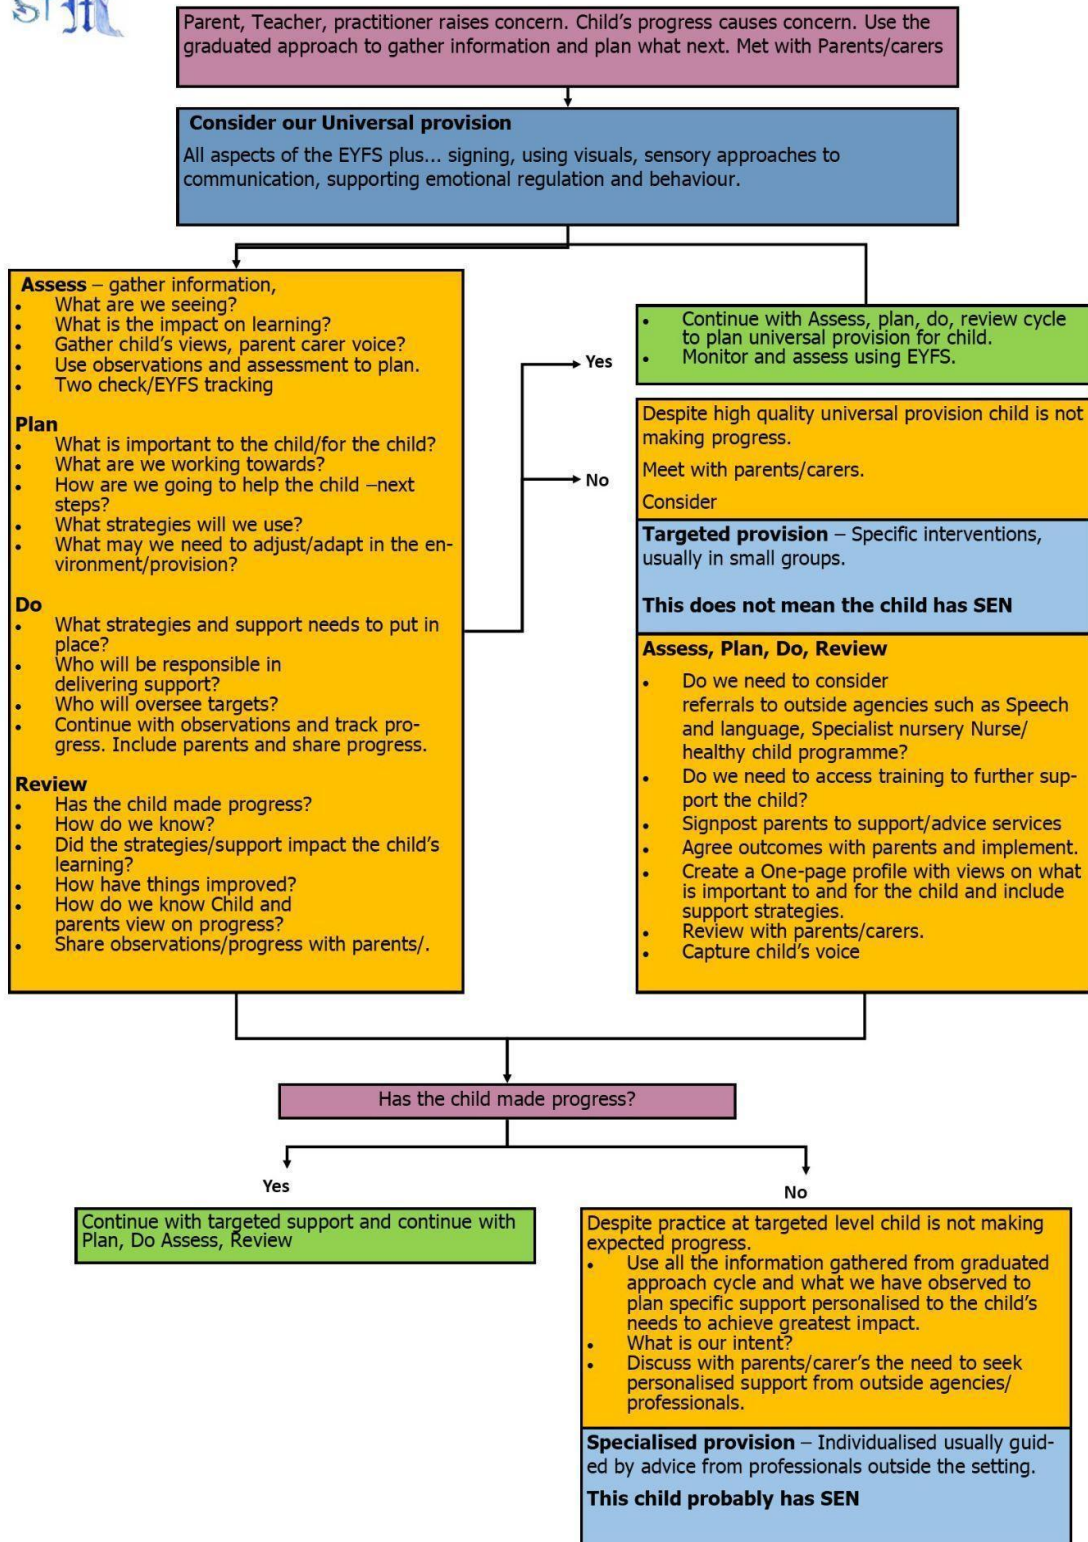 St M
Parent, Teacher, practitioner raises concern. Child's progress causes concern. Use the
graduated approach to gather information and plan what next. Met with Parents/carers
Consider our Universal provision
All aspects of the EYFS plus... signing, using visuals, sensory approaches to
communication, supporting emotional regulation and behaviour.
Assess – gather information,
• What are we seeing?
• What is the impact on learning?
• Gather child's views, parent carer voice?
• Use observations and assessment to plan.
• Two check/EYFS tracking
Plan
• What is important to the child/for the child?
• What are we working towards?
• How are we going to help the child –next
steps?
• What strategies will we use?
• What may we need to adjust/adapt in the en-
vironment/provision?
Do
• What strategies and support needs to put in
place?
• Who will be responsible in
delivering support?
• Who will oversee targets?
• Continue with observations and track pro-
gress. Include parents and share progress.
Review
• Has the child made progress?
• How do we know?
• Did the strategies/support impact the child's
learning?
• How have things improved?
• How do we know Child and
parents view on progress?
• Share observations/progress with parents/.
Yes
• Continue with Assess, plan, do, review cycle
to plan universal provision for child.
• Monitor and assess using EYFS.
No
Despite high quality universal provision child is not
making progress.
Meet with parents/carers.
Consider
Targeted provision – Specific interventions,
usually in small groups.
This does not mean the child has SEN
Assess, Plan, Do, Review
• Do we need to consider
referrals to outside agencies such as Speech
and language, Specialist nursery Nurse/
healthy child programme?
• Do we need to access training to further sup-
port the child?
• Signpost parents to support/advice services
• Agree outcomes with parents and implement.
• Create a One-page profile with views on what
is important to and for the child and include
support strategies.
• Review with parents/carers.
• Capture child's voice
Has the child made progress?
Yes
Continue with targeted support and continue with
Plan, Do Assess, Review
No
Despite practice at targeted level child is not making
expected progress.
• Use all the information gathered from graduated
approach cycle and what we have observed to
plan specific support personalised to the child's
needs to achieve greatest impact.
• What is our intent?
• Discuss with parents/carer's the need to seek
personalised support from outside agencies/
professionals.
Specialised provision – Individualised usually guid-
ed by advice from professionals outside the setting.
This child probably has SEN